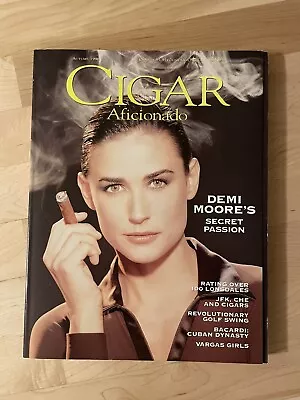 CIGAR
Aficionado
DEMI
MOORE'S
SECRET
PASSION
RATING OVER
100 LONSDALES
JFK, CHE
AND CIGARS
REVOLUTIONARY
GOLF SWING
BACARDI:
CUBAN DYNASTY
VARGAS GIRLS